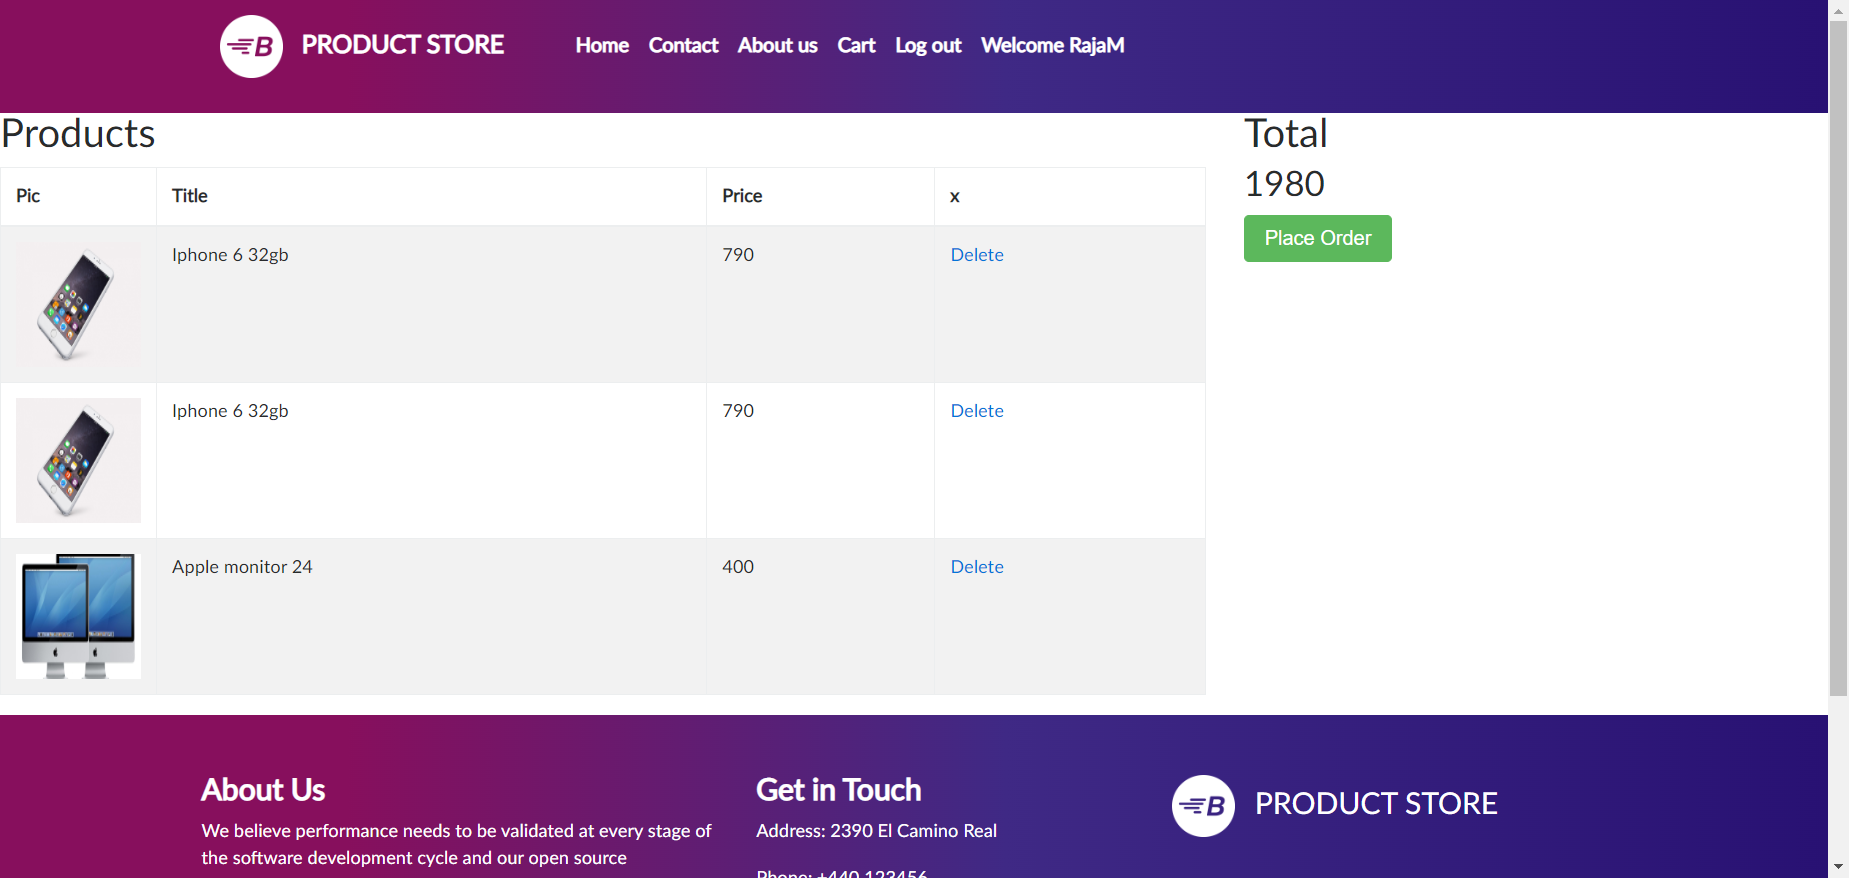 B PRODUCT STORE Home Contact About us Cart Log out Welcome RajaM
Products
Total
1980
Place Order
Pic Title Price x
Iphone 6 32gb 790 Delete
Iphone 6 32gb 790 Delete
Apple monitor 24 400 Delete
About Us
We believe performance needs to be validated at every stage of
the software development cycle and our open source
Get in Touch
Address: 2390 El Camino Real
Phone: +440 123456
B PRODUCT STORE